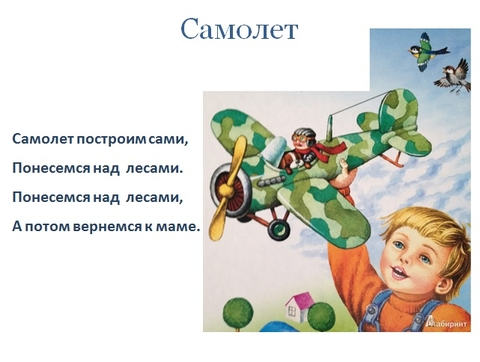 Самолет
Самолет построим сами,
Понесемся над лесами.
Понесемся над лесами,
А потом вернемся к маме.
Лабиринт